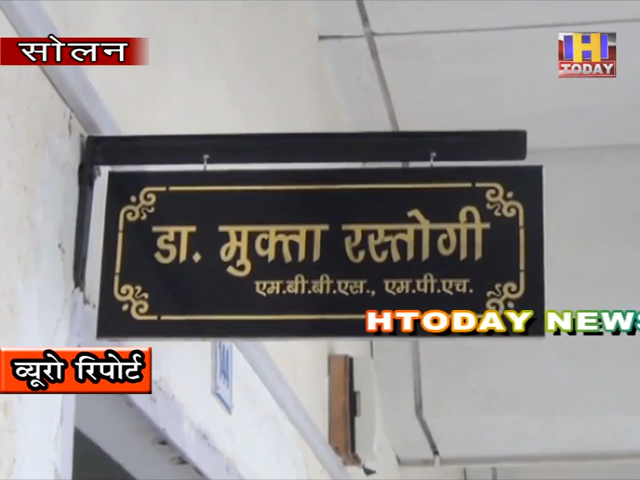 सोलन
H
TODAY
डा. मुक्ता रस्तोगी
एम.बी.बी.एस., एम.पी.एच.
HTODAY NEWS
ब्यूरो रिपोर्ट